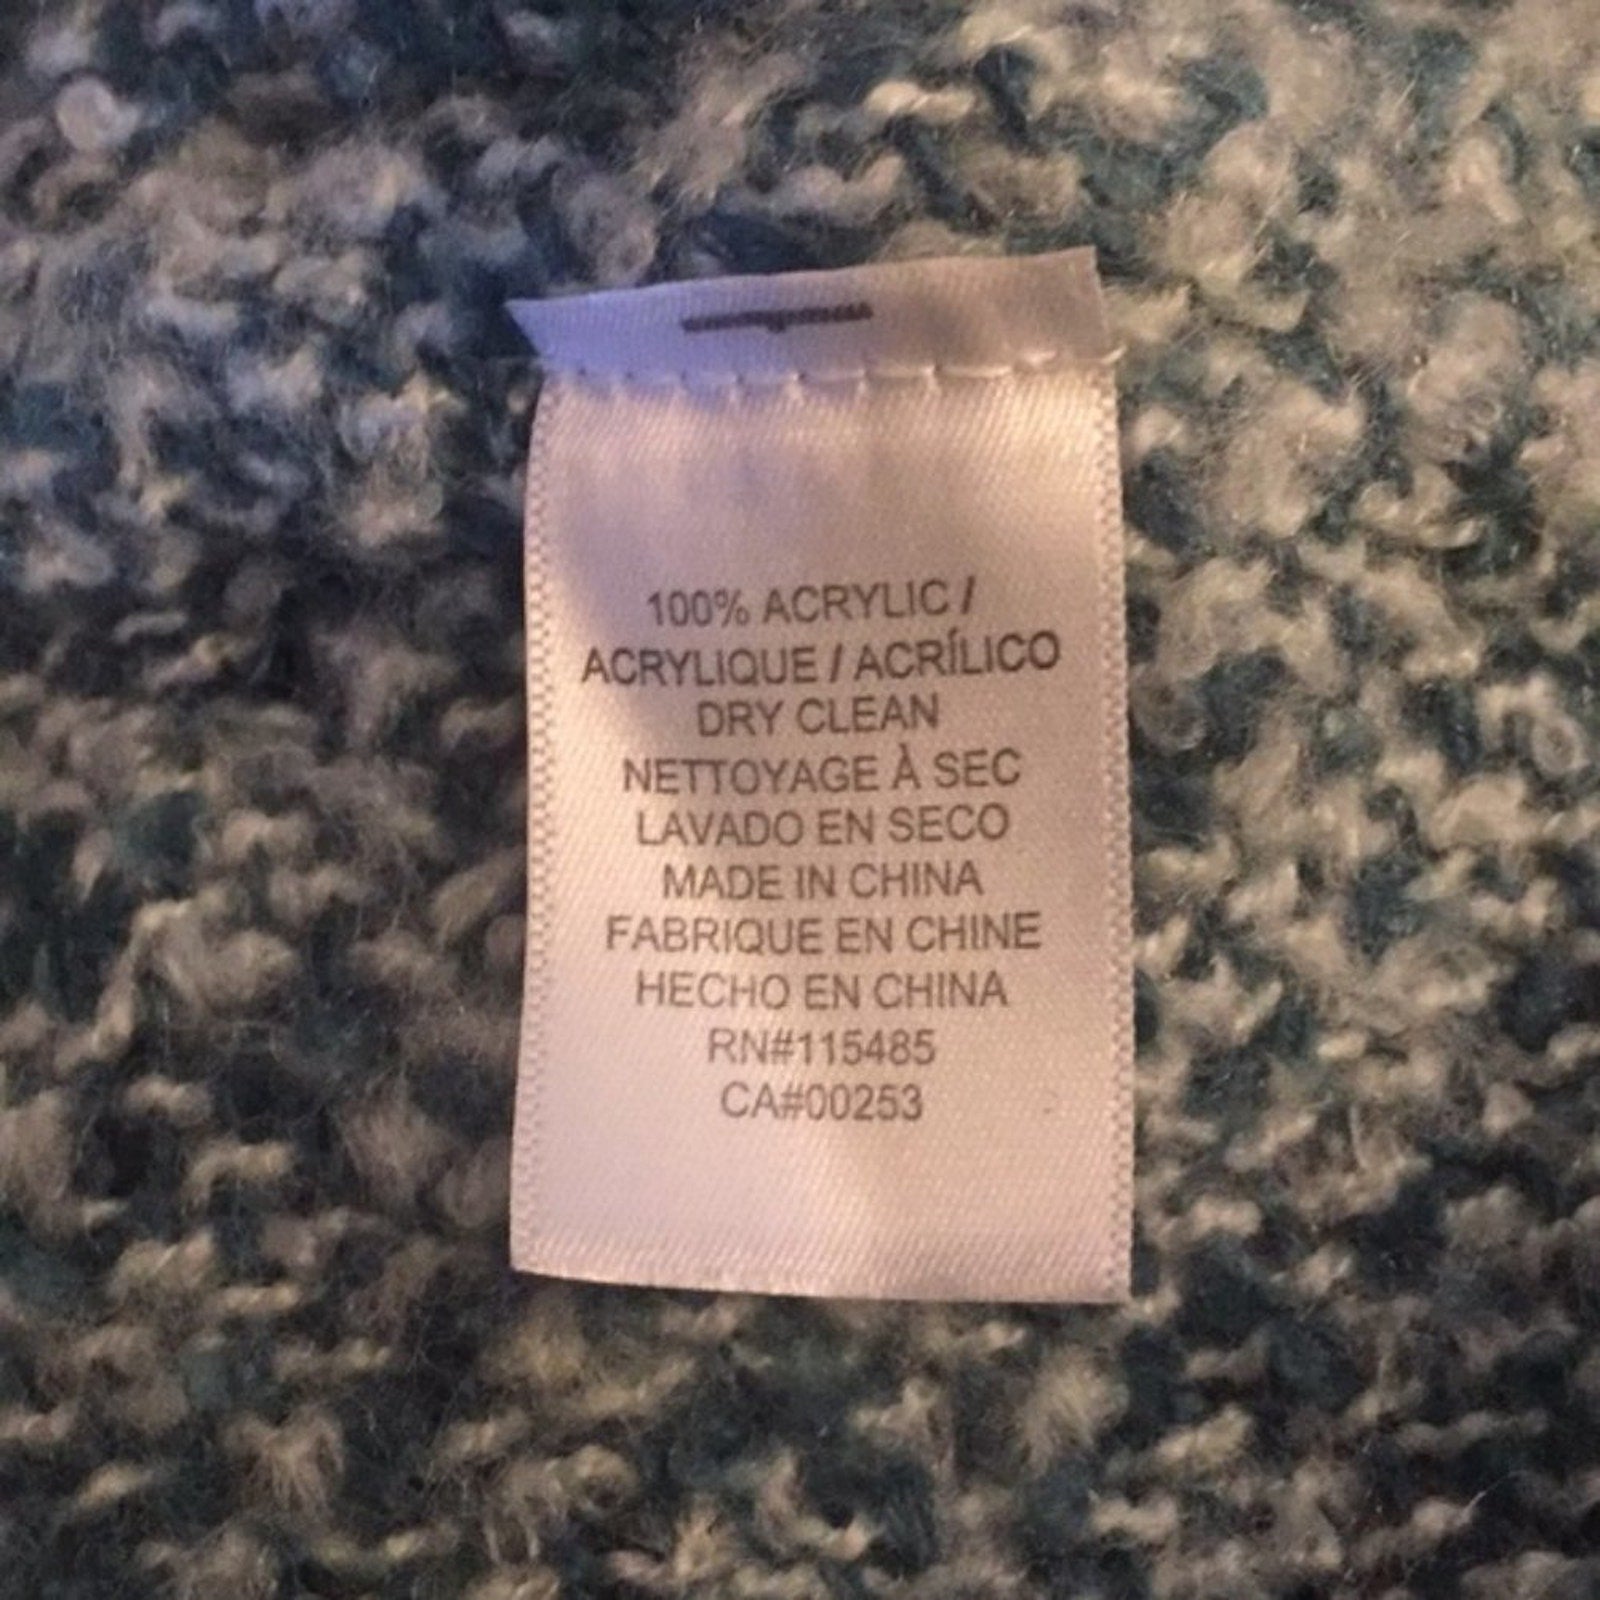 100% ACRYLIC /
ACRYLIQUE / ACRÍLICO
DRY CLEAN
NETTOYAGE À SEC
LAVADO EN SECO
MADE IN CHINA
FABRIQUE EN CHINE
HECHO EN CHINA
RN#115485
CA#00253